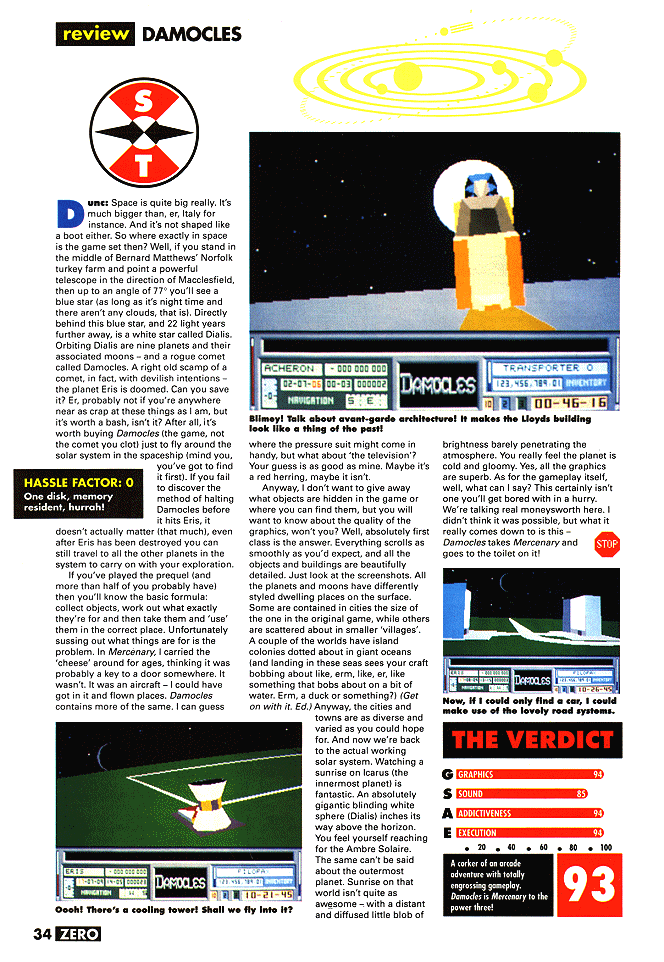 review DAMOCLES
S
T
Dunc: Space is quite big really. It's
much bigger than, er, Italy for
instance. And it's not shaped like
a boot either. So where exactly in space
is the game set then? Well, if you stand in
the middle of Bernard Matthews' Norfolk
turkey farm and point a powerful
telescope in the direction of Macclesfield,
then up to an angle of 77° you'll see a
blue star (as long as it's night time and
there aren't any clouds, that is). Directly
behind this blue star, and 22 light years
further away, is a white star called Dialis.
Orbiting Dialis are nine planets and their
associated moons – and a rogue comet
called Damocles. A right old scamp of a
comet, in fact, with devilish intentions –
the planet Eris is doomed. Can you save
it? Er, probably not if you're anywhere
near as crap at these things as I am, but
it's worth a bash, isn't it? After all, it's
worth buying Damocles (the game, not
the comet you clot) just to fly around the
solar system in the spaceship (mind you,
you've got to find
it first). If you fail
to discover the
method of halting
Damocles before
it hits Eris, it
doesn't actually matter (that much), even
after Eris has been destroyed you can
still travel to all the other planets in the
system to carry on with your exploration.
If you've played the prequel (and
more than half of you probably have)
then you'll know the basic formula:
collect objects, work out what exactly
they're for and then take them and 'use'
them in the correct place. Unfortunately
sussing out what things are for is the
problem. In Mercenary, I carried the
'cheese' around for ages, thinking it was
probably a key to a door somewhere. It
wasn't. It was an aircraft – I could have
got in it and flown places. Damocles
contains more of the same. I can guess
HASSLE FACTOR: 0
One disk, memory
resident, hurrah!
ERIS
DAMOCLES
NAVIGATION
10-21-45
Oooh! There's a cooling tower! Shall we fly into it?
ACHERON - 000 000 000
02-07-06 00-03 000002
NAVIGATION S E
DAMOCLES
TRANSPORTER 0
123,456,789.01 INVENTORY
00-46-16
Blimey! Talk about avant-garde architecture! It makes the Lloyds building
look like a thing of the past!
where the pressure suit might come in
handy, but what about 'the television'?
Your guess is as good as mine. Maybe it's
a red herring, maybe it isn't.
Anyway, I don't want to give away
what objects are hidden in the game or
where you can find them, but you will
want to know about the quality of the
graphics, won't you? Well, absolutely first
class is the answer. Everything scrolls as
smoothly as you'd expect, and all the
objects and buildings are beautifully
detailed. Just look at the screenshots. All
the planets and moons have differently
styled dwelling places on the surface.
Some are contained in cities the size of
the one in the original game, while others
are scattered about in smaller 'villages'.
A couple of the worlds have island
colonies dotted about in giant oceans
(and landing in these seas sees your craft
bobbing about like, erm, like, er, like
something that bobs about on a bit of
water. Erm, a duck or something?) (Get
on with it. Ed.) Anyway, the cities and
towns are as diverse and
varied as you could hope
for. And now we're back
to the actual working
solar system. Watching a
sunrise on Icarus (the
innermost planet) is
fantastic. An absolutely
gigantic blinding white
sphere (Dialis) inches its
way above the horizon.
You feel yourself reaching
for the Ambre Solaire.
The same can't be said
about the outermost
planet. Sunrise on that
world isn't quite as
awesome – with a distant
and diffused little blob of
brightness barely penetrating the
atmosphere. You really feel the planet is
cold and gloomy. Yes, all the graphics
are superb. As for the gameplay itself,
well, what can I say? This certainly isn't
one you'll get bored with in a hurry.
We're talking real moneysworth here. I
didn't think it was possible, but what it
really comes down to is this –
Damocles takes Mercenary and
goes to the toilet on it!
STOP
DAMOCLES
10-26-45
Now, if I could only find a car, I could
make use of the lovely road systems.
THE VERDICT
G GRAPHICS 94
S SOUND 85
A ADDICTIVENESS 94
E EXECUTION 94
20 40 60 80 100
A corker of an arcade
adventure with totally
engrossing gameplay.
Damocles is Mercenary to the
power three!
93
34 ZERO